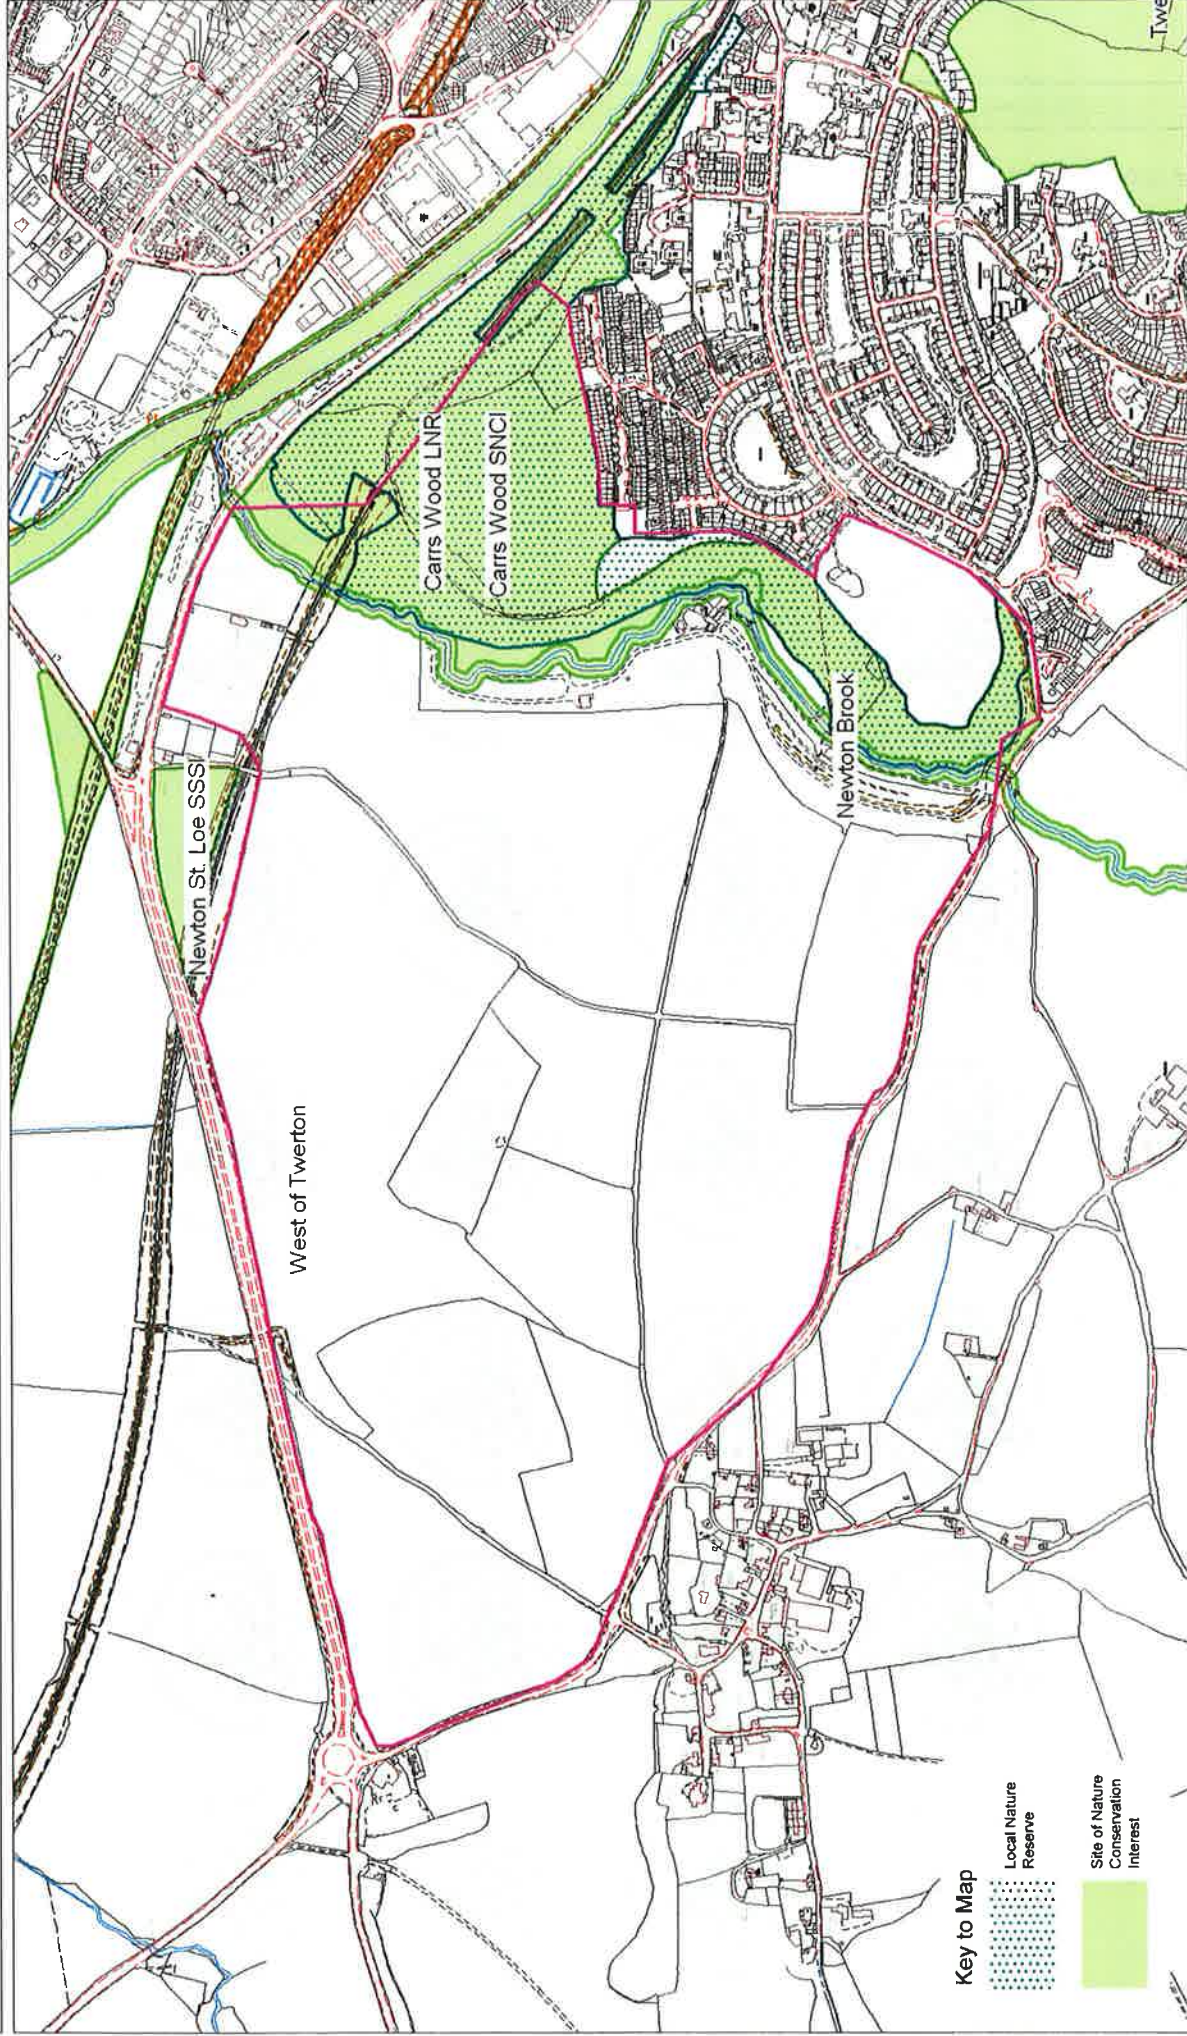 Twe
Carrs Wood LNR
Carrs Wood SNCI
Newton St. Loe SSSI
Newton Brook
West of Twerton
Key to Map
Local Nature
Reserve
Site of Nature
Conservation
Interest